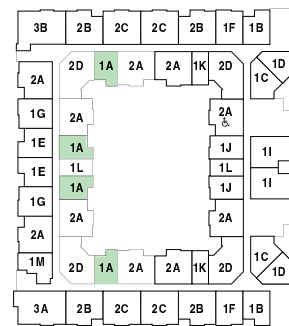 3B 2B 2C 2C 2B 1F 1B
2D 1A 2A 2A 1K 2D 1D
1C
2A
1G 2A 2A
1E 1A 1J 1I
1E 1L 1L
1A 1J 1I
1G
2A 2A 2A
1M 2D 1A 2A 2A 1K 2D 1C
1D
3A 2B 2C 2C 2B 1F 1B